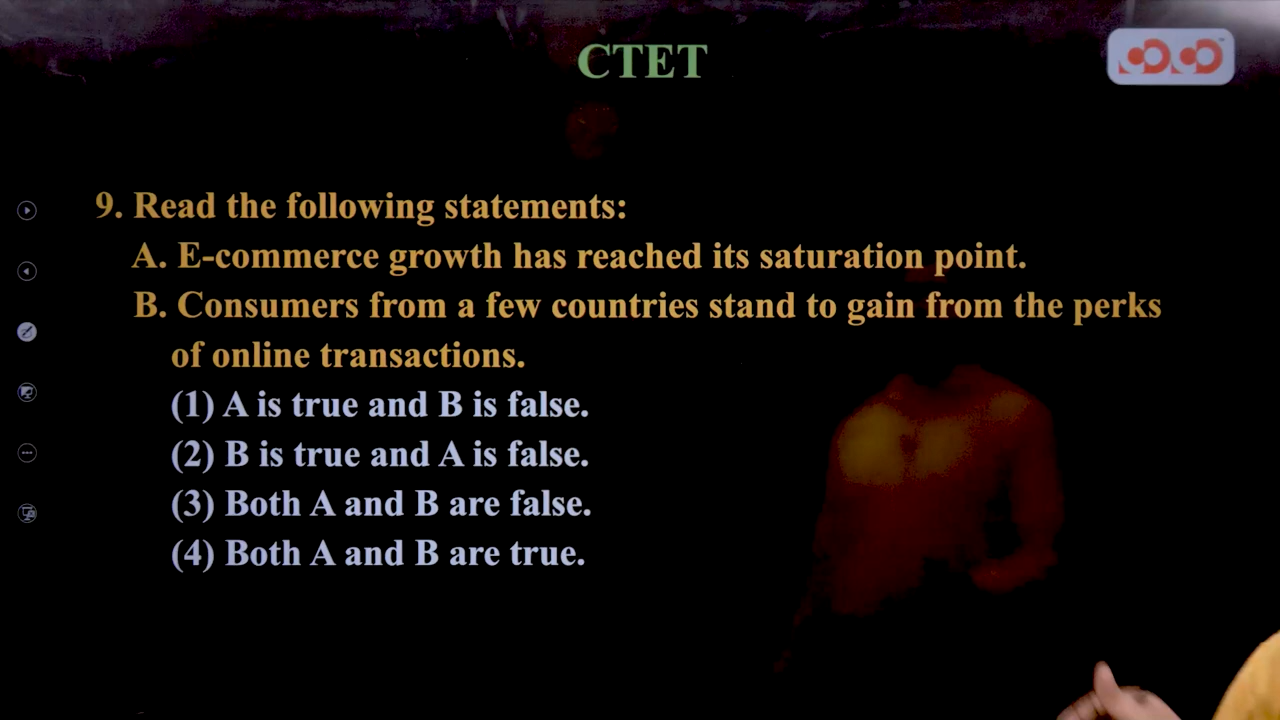 CTET
9. Read the following statements:
A. E-commerce growth has reached its saturation point.
B. Consumers from a few countries stand to gain from the perks
of online transactions.
(1) A is true and B is false.
(2) B is true and A is false.
(3) Both A and B are false.
(4) Both A and B are true.